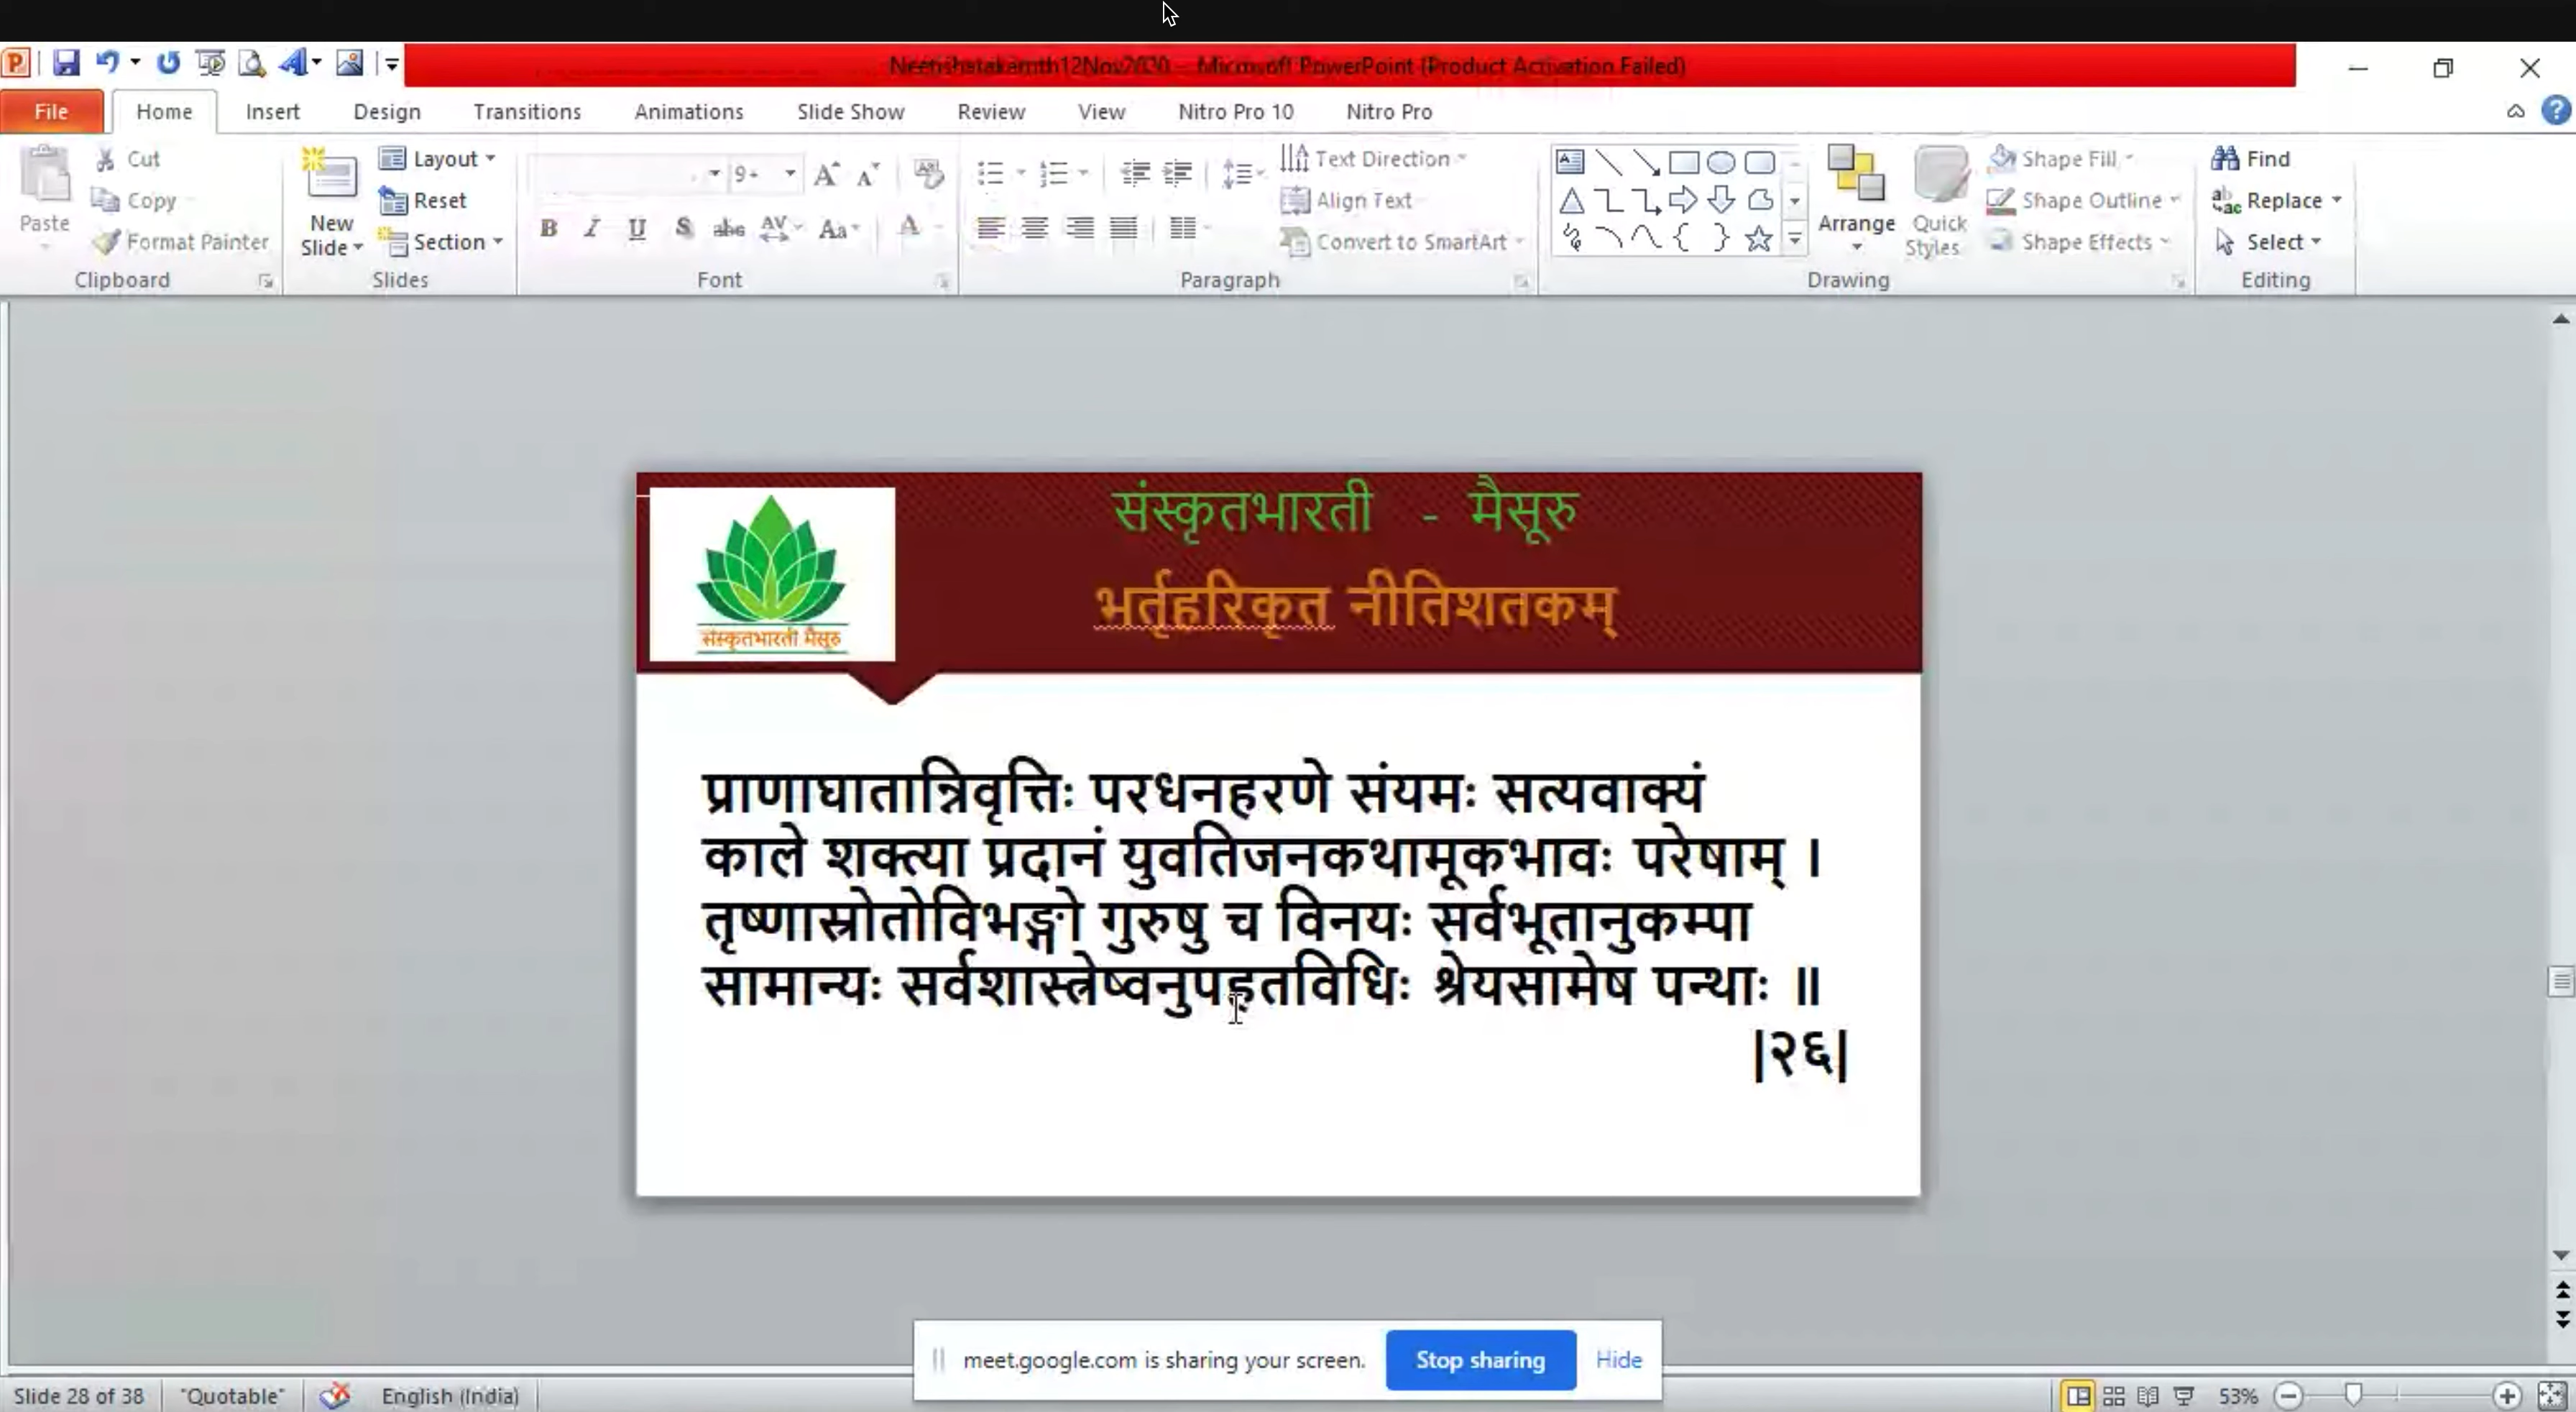 Neetishatakamth12Nov2020 - Microsoft PowerPoint (Product Activation Failed)
File Home Insert Design Transitions Animations Slide Show Review View Nitro Pro 10 Nitro Pro
Cut Layout Text Direction Shape Fill Find
Paste Copy New Slide Reset 9+ Align Text Arrange Quick Styles Shape Outline Replace
Format Painter Section B I U S abc AV Aa A Convert to SmartArt Shape Effects Select
Clipboard Slides Font Paragraph Drawing Editing
संस्कृतभारती - मैसूरु
भर्तृहरिकृत नीतिशतकम्
संस्कृतभारती मैसूरु
प्राणाघातान्निवृत्तिः परधनहरणे संयमः सत्यवाक्यं
काले शक्त्या प्रदानं युवतिजनकथामूकभावः परेषाम् ।
तृष्णास्रोतोविभङ्गो गुरुषु च विनयः सर्वभूतानुकम्पा
सामान्यः सर्वशास्त्रेष्वनुपहतविधिः श्रेयसामेष पन्थाः ॥
|२६|
meet.google.com is sharing your screen. Stop sharing Hide
Slide 28 of 38 "Quotable" English (India) 53%